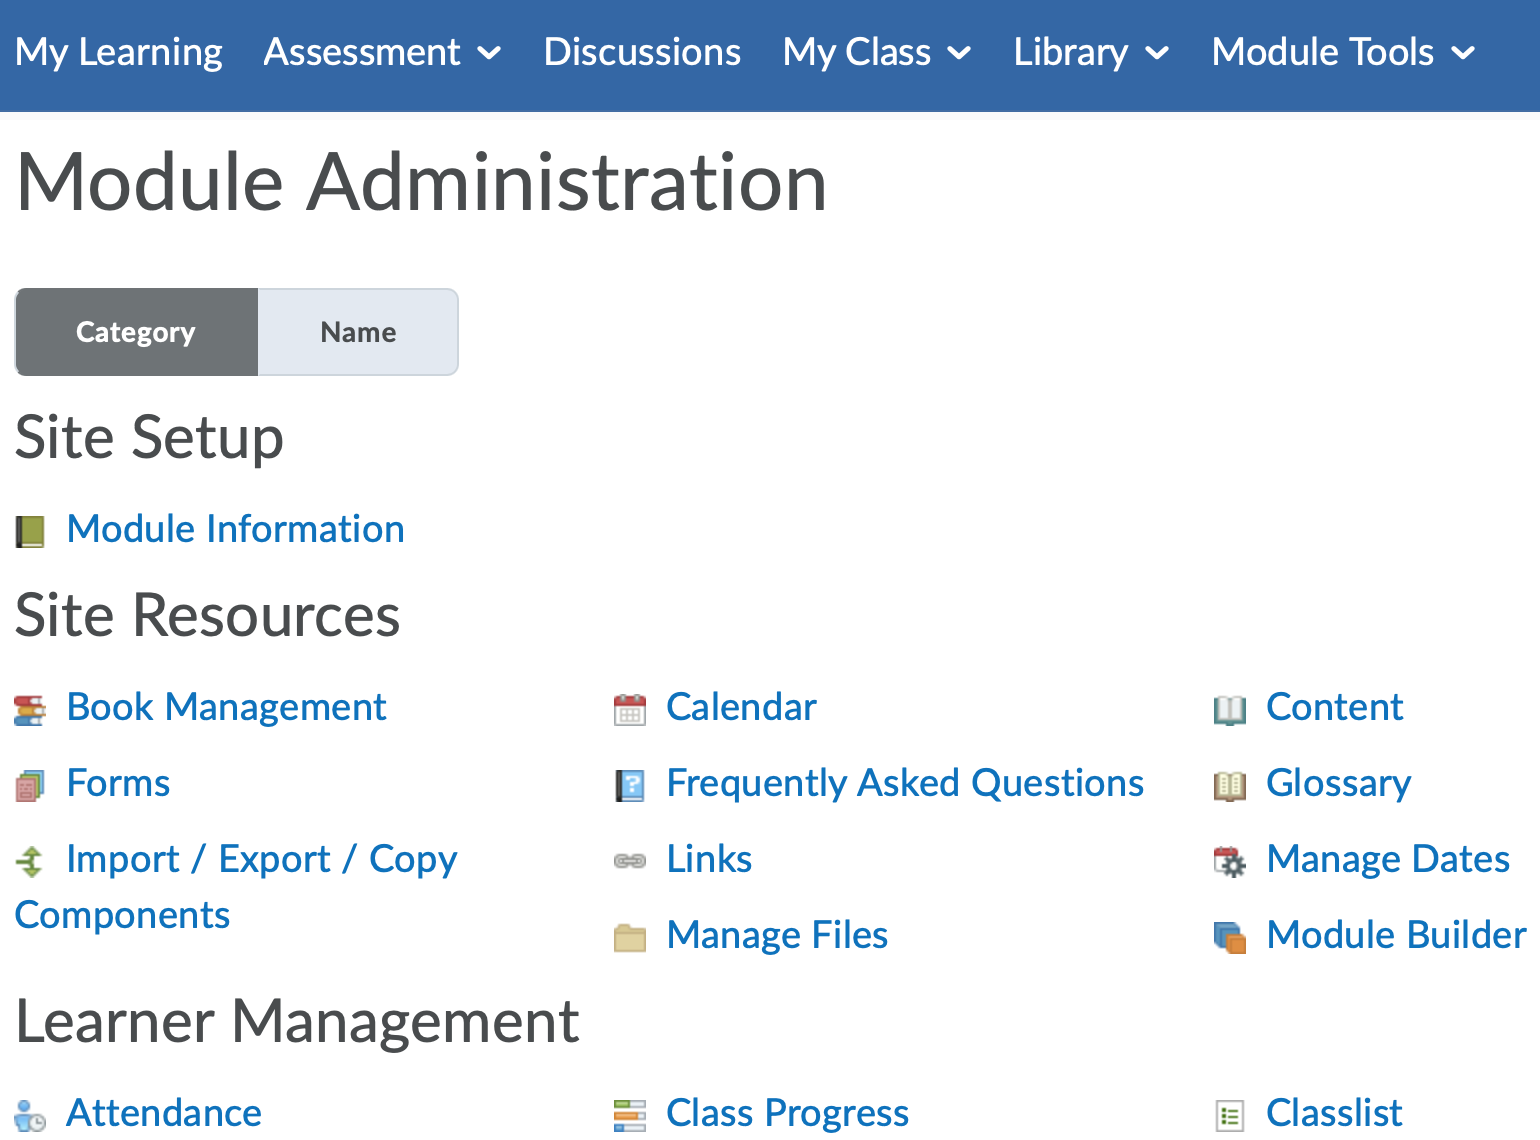 My Learning Assessment Discussions My Class Library Module Tools
Module Administration
Category Name
Site Setup
Module Information
Site Resources
Book Management Calendar Content
Forms Frequently Asked Questions Glossary
Import / Export / Copy Links Manage Dates
Components
Manage Files Module Builder
Learner Management
Attendance Class Progress Classlist